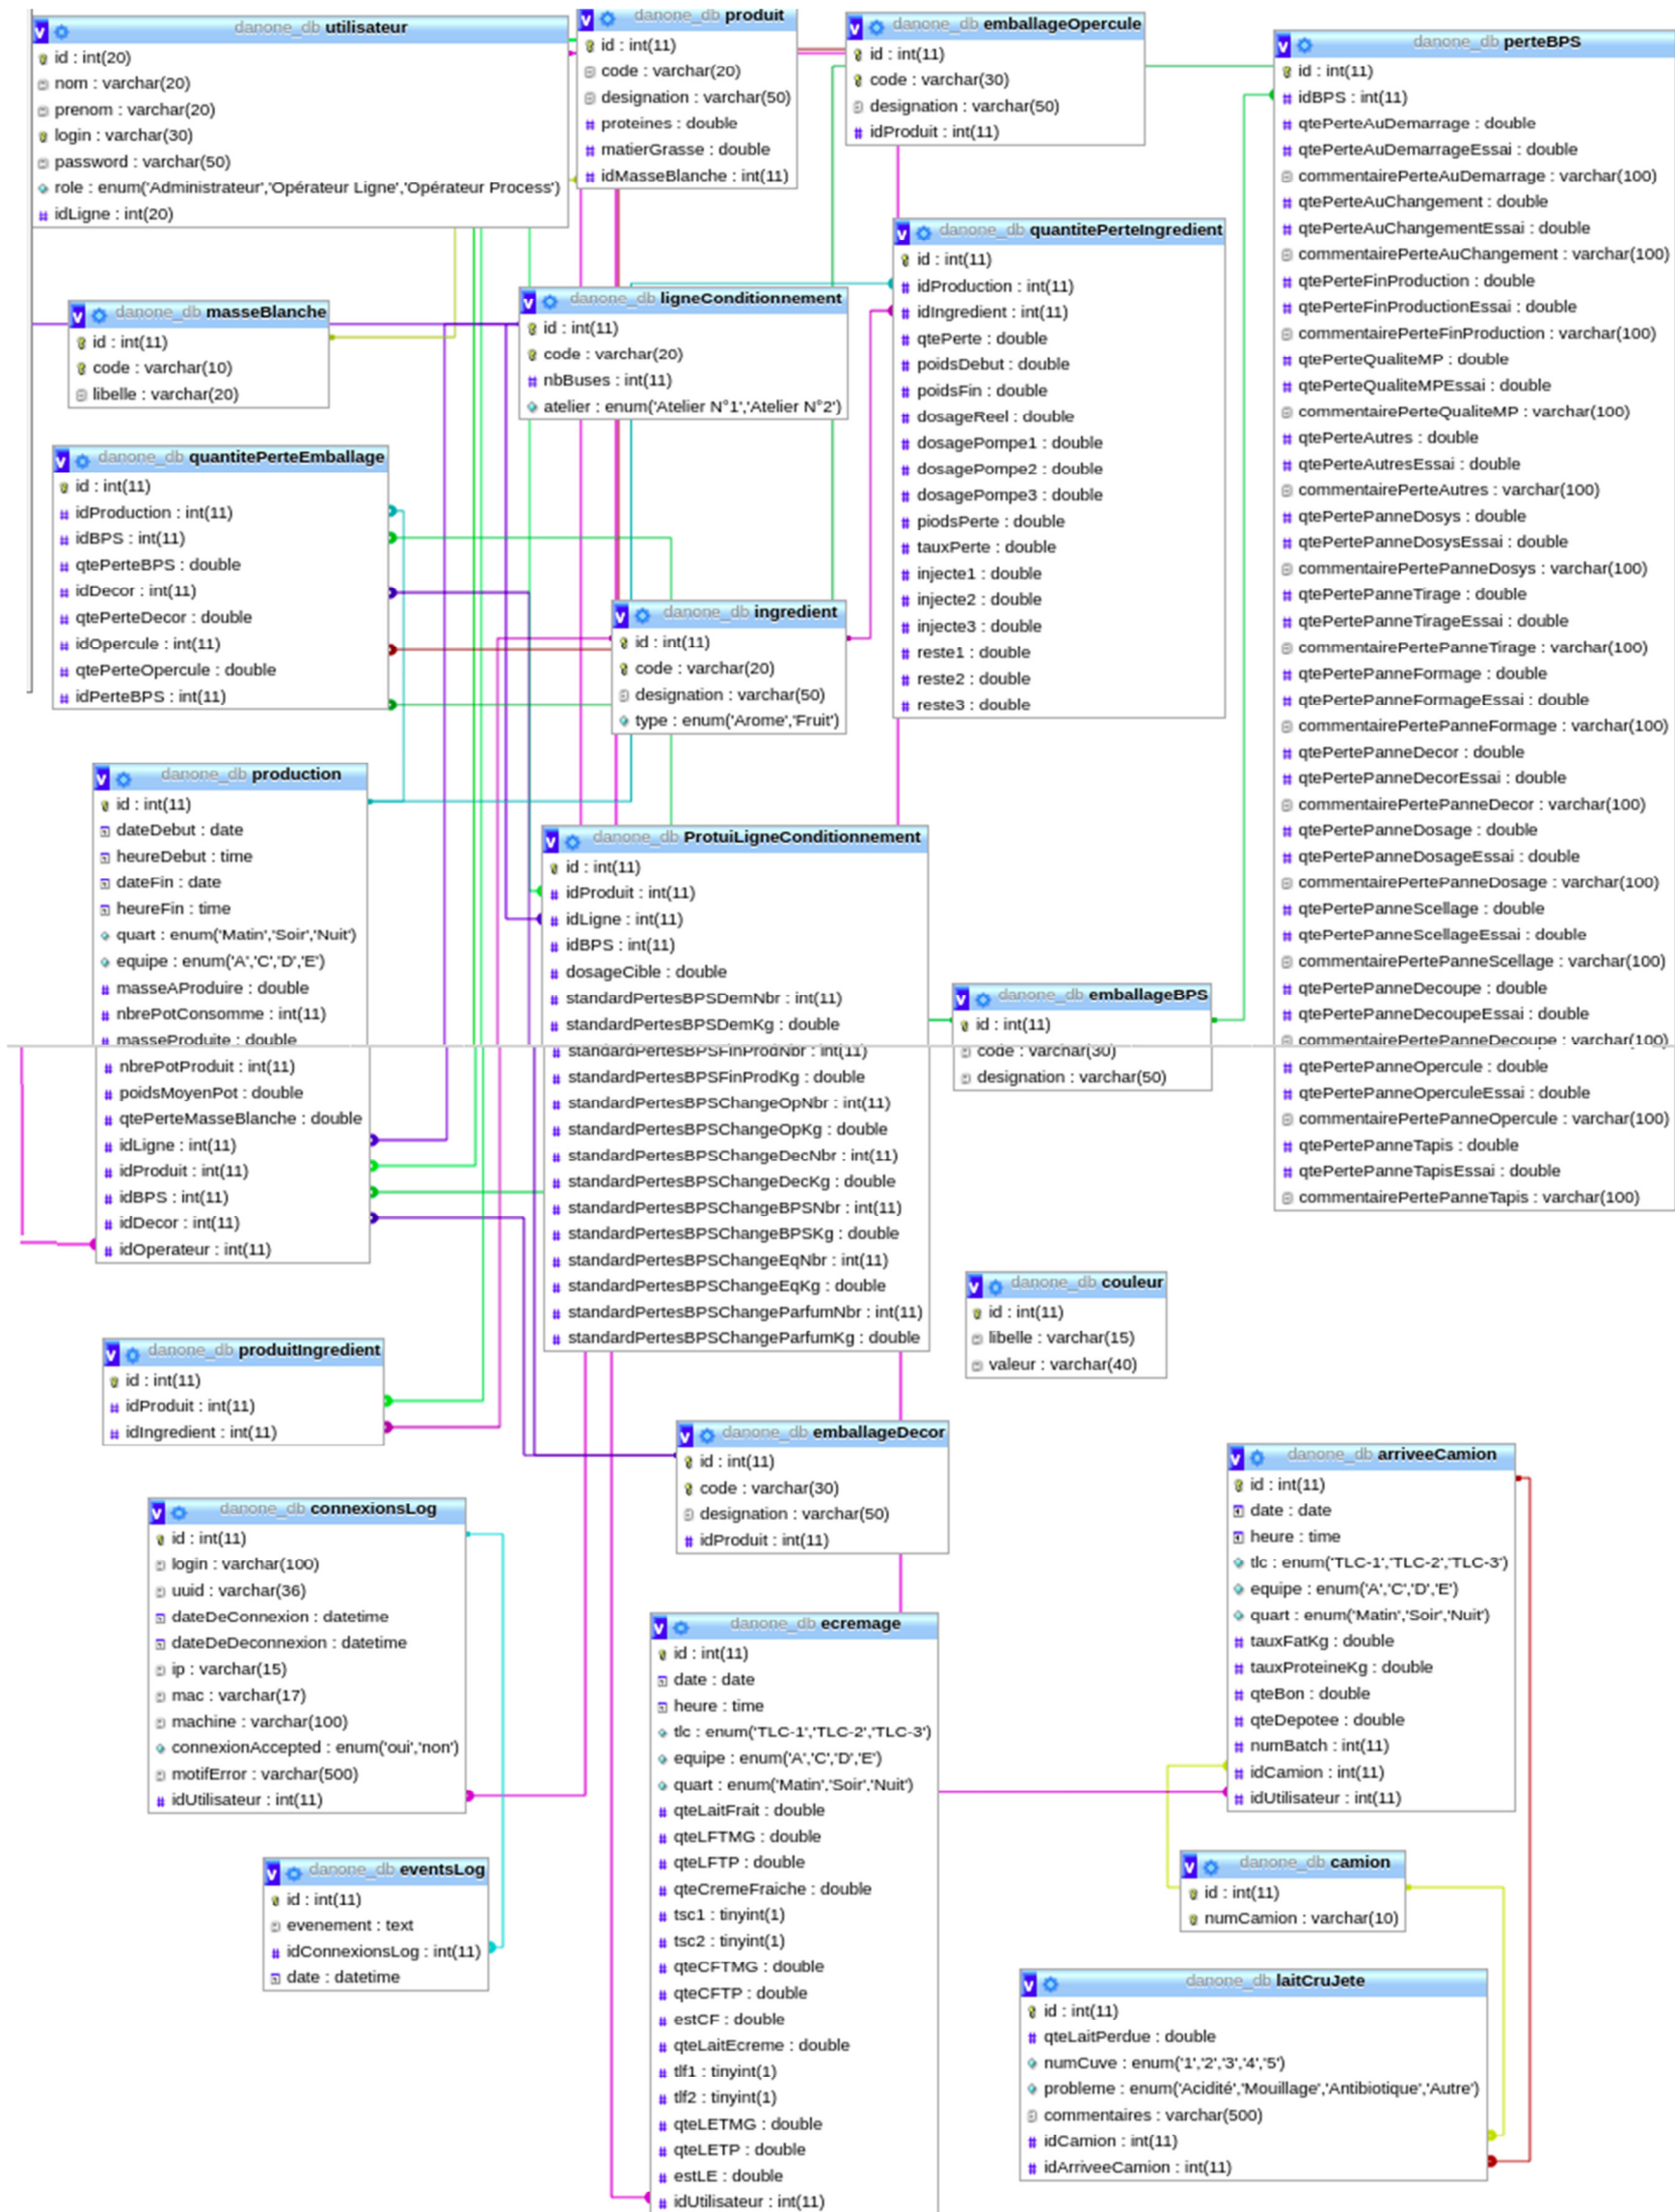 danone_db utilisateur
id : int(20)
nom : varchar(20)
prenom : varchar(20)
login : varchar(30)
password : varchar(50)
role : enum('Administrateur','Opérateur Ligne','Opérateur Process')
idLigne : int(20)
danone_db produit
id : int(11)
code : varchar(20)
designation : varchar(50)
proteines : double
matierGrasse : double
idMasseBlanche : int(11)
danone_db emballageOpercule
id : int(11)
code : varchar(30)
designation : varchar(50)
idProduit : int(11)
danone_db perteBPS
id : int(11)
idBPS : int(11)
qtePerteAuDemarrage : double
qtePerteAuDemarrageEssai : double
commentairePerteAuDemarrage : varchar(100)
qtePerteAuChangement : double
qtePerteAuChangementEssai : double
commentairePerteAuChangement : varchar(100)
qtePerteFinProduction : double
qtePerteFinProductionEssai : double
commentairePerteFinProduction : varchar(100)
qtePerteQualiteMP : double
qtePerteQualiteMPEssai : double
commentairePerteQualiteMP : varchar(100)
qtePerteAutres : double
qtePerteAutresEssai : double
commentairePerteAutres : varchar(100)
qtePertePanneDosys : double
qtePertePanneDosysEssai : double
commentairePertePanneDosys : varchar(100)
qtePertePanneTirage : double
qtePertePanneTirageEssai : double
commentairePertePanneTirage : varchar(100)
qtePertePanneFormage : double
qtePertePanneFormageEssai : double
commentairePertePanneFormage : varchar(100)
qtePertePanneDecor : double
qtePertePanneDecorEssai : double
commentairePertePanneDecor : varchar(100)
qtePertePanneDosage : double
qtePertePanneDosageEssai : double
commentairePertePanneDosage : varchar(100)
qtePertePanneScellage : double
qtePertePanneScellageEssai : double
commentairePertePanneScellage : varchar(100)
qtePertePanneDecoupe : double
qtePertePanneDecoupeEssai : double
commentairePertePanneDecoupe : varchar(100)
qtePertePanneOpercule : double
qtePertePanneOperculeEssai : double
commentairePertePanneOpercule : varchar(100)
qtePertePanneTapis : double
qtePertePanneTapisEssai : double
commentairePertePanneTapis : varchar(100)
danone_db quantitePerteIngredient
id : int(11)
idProduction : int(11)
idIngredient : int(11)
qtePerte : double
poidsDebut : double
poidsFin : double
dosageReel : double
dosagePompe1 : double
dosagePompe2 : double
dosagePompe3 : double
piodsPerte : double
tauxPerte : double
injecte1 : double
injecte2 : double
injecte3 : double
reste1 : double
reste2 : double
reste3 : double
danone_db masseBlanche
id : int(11)
code : varchar(10)
libelle : varchar(20)
danone_db ligneConditionnement
id : int(11)
code : varchar(20)
nbBuses : int(11)
atelier : enum('Atelier N°1','Atelier N°2')
danone_db quantitePerteEmballage
id : int(11)
idProduction : int(11)
idBPS : int(11)
qtePerteBPS : double
idDecor : int(11)
qtePerteDecor : double
idOpercule : int(11)
qtePerteOpercule : double
idPerteBPS : int(11)
danone_db ingredient
id : int(11)
code : varchar(20)
designation : varchar(50)
type : enum('Arome','Fruit')
danone_db production
id : int(11)
dateDebut : date
heureDebut : time
dateFin : date
heureFin : time
quart : enum('Matin','Soir','Nuit')
equipe : enum('A','C','D','E')
masseAProduire : double
nbrePotConsomme : int(11)
masseProduite : double
nbrePotProduit : int(11)
poidsMoyenPot : double
qtePerteMasseBlanche : double
idLigne : int(11)
idProduit : int(11)
idBPS : int(11)
idDecor : int(11)
idOperateur : int(11)
danone_db ProtuiLigneConditionnement
id : int(11)
idProduit : int(11)
idLigne : int(11)
idBPS : int(11)
dosageCible : double
standardPertesBPSDemNbr : int(11)
standardPertesBPSDemKg : double
standardPertesBPSFinProdNbr : int(11)
standardPertesBPSFinProdKg : double
standardPertesBPSChangeOpNbr : int(11)
standardPertesBPSChangeOpKg : double
standardPertesBPSChangeDecNbr : int(11)
standardPertesBPSChangeDecKg : double
standardPertesBPSChangeBPSNbr : int(11)
standardPertesBPSChangeBPSKg : double
standardPertesBPSChangeEqNbr : int(11)
standardPertesBPSChangeEqKg : double
standardPertesBPSChangeParfumNbr : int(11)
standardPertesBPSChangeParfumKg : double
danone_db emballageBPS
id : int(11)
code : varchar(30)
designation : varchar(50)
danone_db couleur
id : int(11)
libelle : varchar(15)
valeur : varchar(40)
danone_db produitIngredient
id : int(11)
idProduit : int(11)
idIngredient : int(11)
danone_db emballageDecor
id : int(11)
code : varchar(30)
designation : varchar(50)
idProduit : int(11)
danone_db arriveeCamion
id : int(11)
date : date
heure : time
tlc : enum('TLC-1','TLC-2','TLC-3')
equipe : enum('A','C','D','E')
quart : enum('Matin','Soir','Nuit')
tauxFatKg : double
tauxProteineKg : double
qteBon : double
qteDepotee : double
numBatch : int(11)
idCamion : int(11)
idUtilisateur : int(11)
danone_db connexionsLog
id : int(11)
login : varchar(100)
uuid : varchar(36)
dateDeConnexion : datetime
dateDeDeconnexion : datetime
ip : varchar(15)
mac : varchar(17)
machine : varchar(100)
connexionAccepted : enum('oui','non')
motifError : varchar(500)
idUtilisateur : int(11)
danone_db ecremage
id : int(11)
date : date
heure : time
tlc : enum('TLC-1','TLC-2','TLC-3')
equipe : enum('A','C','D','E')
quart : enum('Matin','Soir','Nuit')
qteLaitFrait : double
qteLFTMG : double
qteLFTP : double
qteCremeFraiche : double
tsc1 : tinyint(1)
tsc2 : tinyint(1)
qteCFTMG : double
qteCFTP : double
estCF : double
qteLaitEcreme : double
tlf1 : tinyint(1)
tlf2 : tinyint(1)
qteLETMG : double
qteLETP : double
estLE : double
idUtilisateur : int(11)
danone_db eventsLog
id : int(11)
evenement : text
idConnexionsLog : int(11)
date : datetime
danone_db camion
id : int(11)
numCamion : varchar(10)
danone_db laitCruJete
id : int(11)
qteLaitPerdue : double
numCuve : enum('1','2','3','4','5')
probleme : enum('Acidité','Mouillage','Antibiotique','Autre')
commentaires : varchar(500)
idCamion : int(11)
idArriveeCamion : int(11)